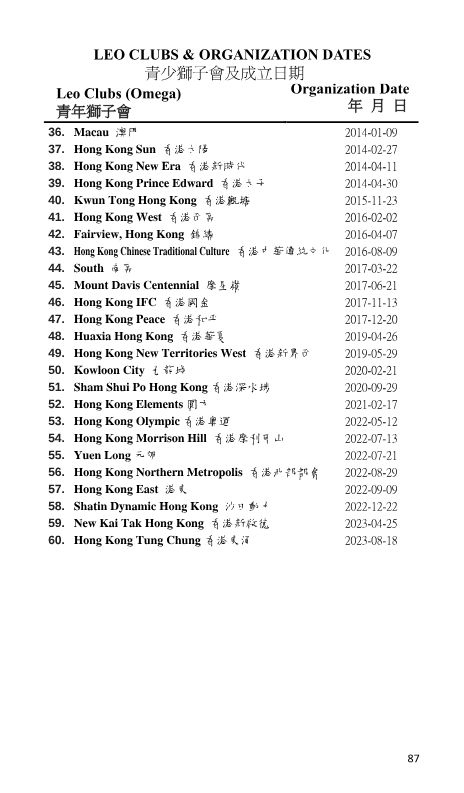 LEO CLUBS & ORGANIZATION DATES
青少獅子會及成立日期
Leo Clubs (Omega) Organization Date
青年獅子會 年 月 日
36. Macau 澳門 2014-01-09
37. Hong Kong Sun 香港太陽 2014-02-27
38. Hong Kong New Era 香港新時代 2014-04-11
39. Hong Kong Prince Edward 香港太子 2014-04-30
40. Kwun Tong Hong Kong 香港觀塘 2015-11-23
41. Hong Kong West 香港西區 2016-02-02
42. Fairview, Hong Kong 錦繡 2016-04-07
43. Hong Kong Chinese Traditional Culture 香港中華傳統文化 2016-08-09
44. South 南區 2017-03-22
45. Mount Davis Centennial 摩星嶺 2017-06-21
46. Hong Kong IFC 香港國金 2017-11-13
47. Hong Kong Peace 香港和平 2017-12-20
48. Huaxia Hong Kong 香港華夏 2019-04-26
49. Hong Kong New Territories West 香港新界西 2019-05-29
50. Kowloon City 九龍城 2020-02-21
51. Sham Shui Po Hong Kong 香港深水埗 2020-09-29
52. Hong Kong Elements 2021-02-17
53. Hong Kong Olympic 香港奧運 2022-05-12
54. Hong Kong Morrison Hill 香港摩利臣山 2022-07-13
55. Yuen Long 元朗 2022-07-21
56. Hong Kong Northern Metropolis 香港北部都會 2022-08-29
57. Hong Kong East 港東 2022-09-09
58. Shatin Dynamic Hong Kong 沙田動力 2022-12-22
59. New Kai Tak Hong Kong 香港新啟德 2023-04-25
60. Hong Kong Tung Chung 香港東涌 2023-08-18
87